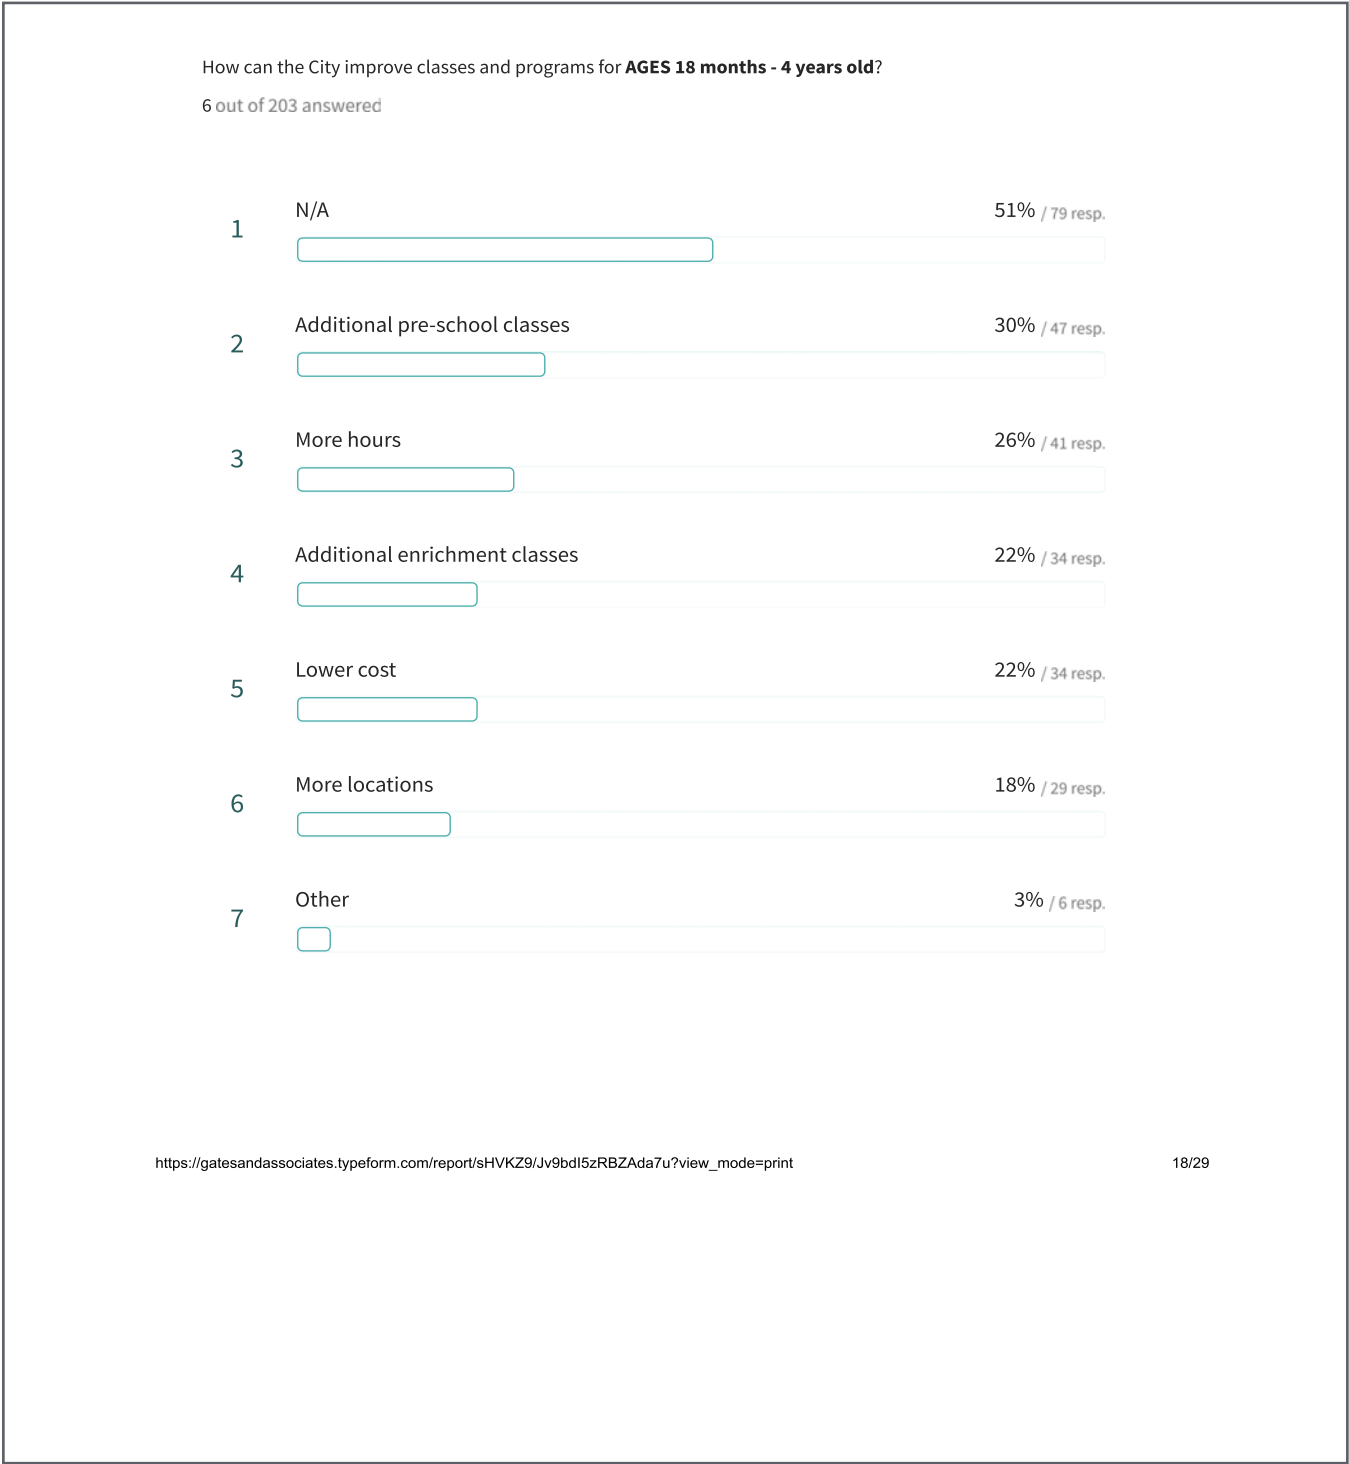 How can the City improve classes and programs for AGES 18 months - 4 years old?
6 out of 203 answered
1
N/A
51% / 79 resp.
2
Additional pre-school classes
30% / 47 resp.
3
More hours
26% / 41 resp.
4
Additional enrichment classes
22% / 34 resp.
5
Lower cost
22% / 34 resp.
6
More locations
18% / 29 resp.
7
Other
3% / 6 resp.
https://gatesandassociates.typeform.com/report/sHVKZ9/Jv9bdI5zRBZAda7u?view_mode=print
18/29